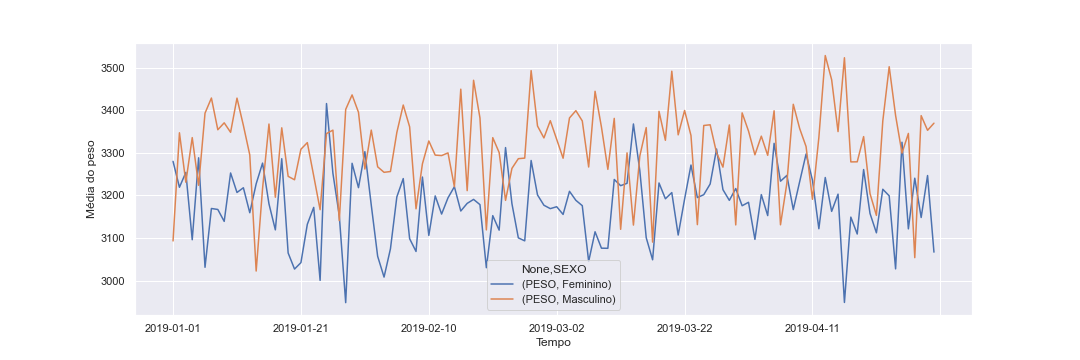 3500
3400
3300
3200
3100
3000
Média do peso
None,SEXO
(PESO, Feminino)
(PESO, Masculino)
2019-01-01 2019-01-21 2019-02-10 2019-03-02 2019-03-22 2019-04-11
Tempo